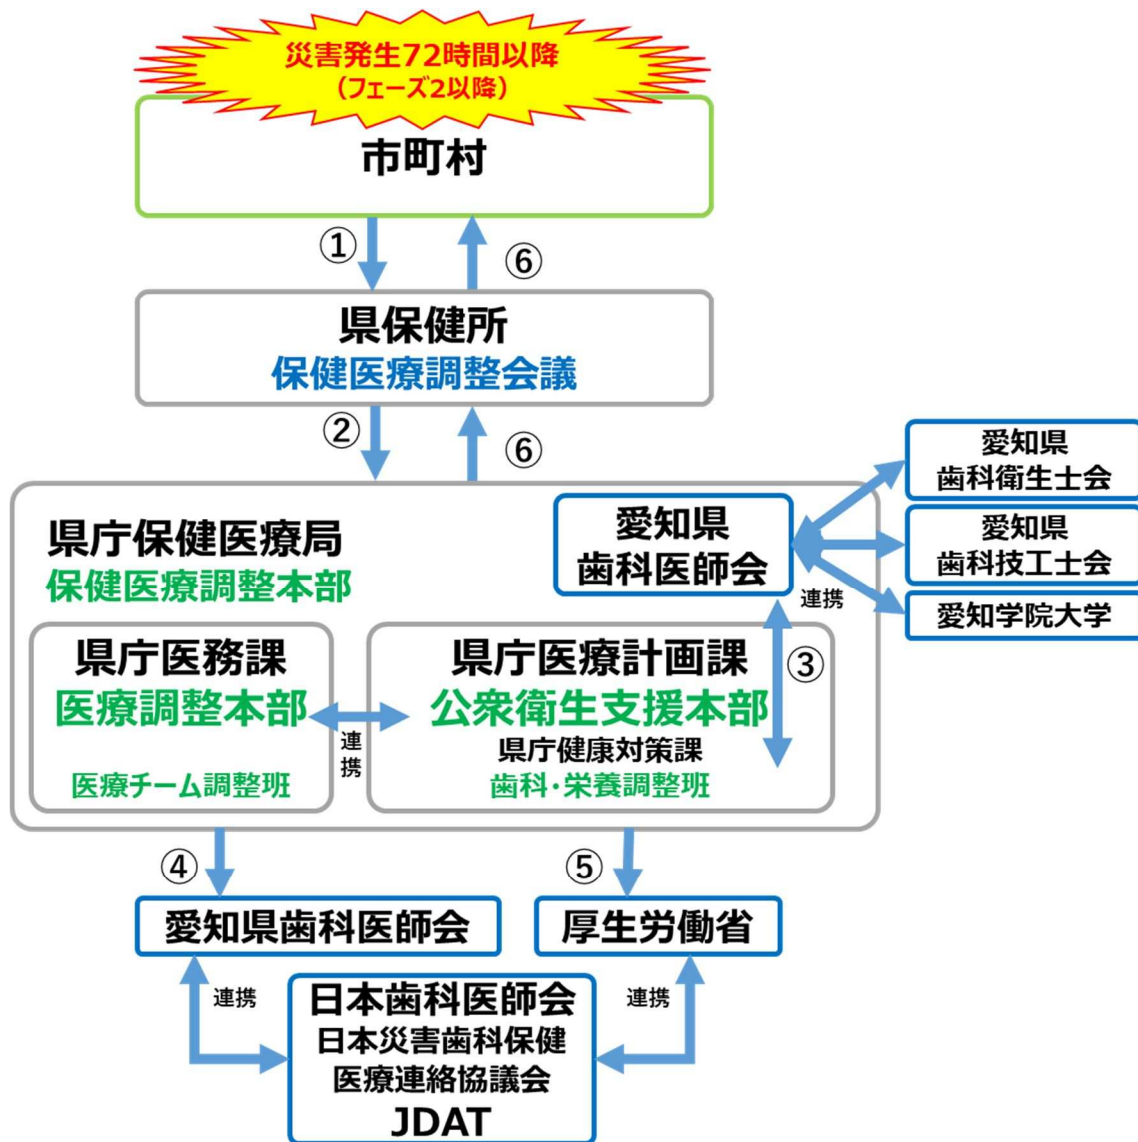 災害発生72時間以降
（フェーズ2以降）
市町村
①
⑥
県保健所
保健医療調整会議
②
⑥
県庁保健医療局
保健医療調整本部
愛知県
歯科医師会
愛知県
歯科衛生士会
愛知県
歯科技工士会
愛知学院大学
連携
県庁医務課
医療調整本部
医療チーム調整班
連携
県庁医療計画課
公衆衛生支援本部
県庁健康対策課
歯科・栄養調整班
③
④
⑤
愛知県歯科医師会
厚生労働省
連携
連携
日本歯科医師会
日本災害歯科保健
医療連絡協議会
JDAT